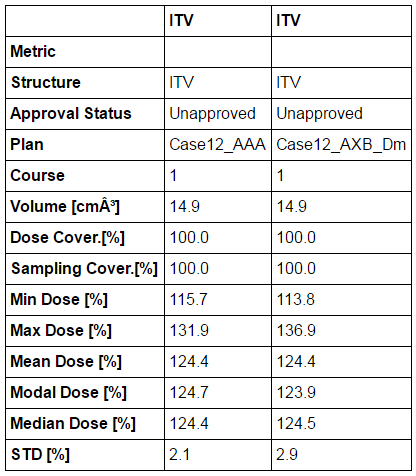 ITV ITV
Metric
Structure ITV ITV
Approval Status Unapproved Unapproved
Plan Case12_AAA Case12_AXB_Dm
Course 1 1
Volume [cmÂ³] 14.9 14.9
Dose Cover.[%] 100.0 100.0
Sampling Cover.[%] 100.0 100.0
Min Dose [%] 115.7 113.8
Max Dose [%] 131.9 136.9
Mean Dose [%] 124.4 124.4
Modal Dose [%] 124.7 123.9
Median Dose [%] 124.4 124.5
STD [%] 2.1 2.9